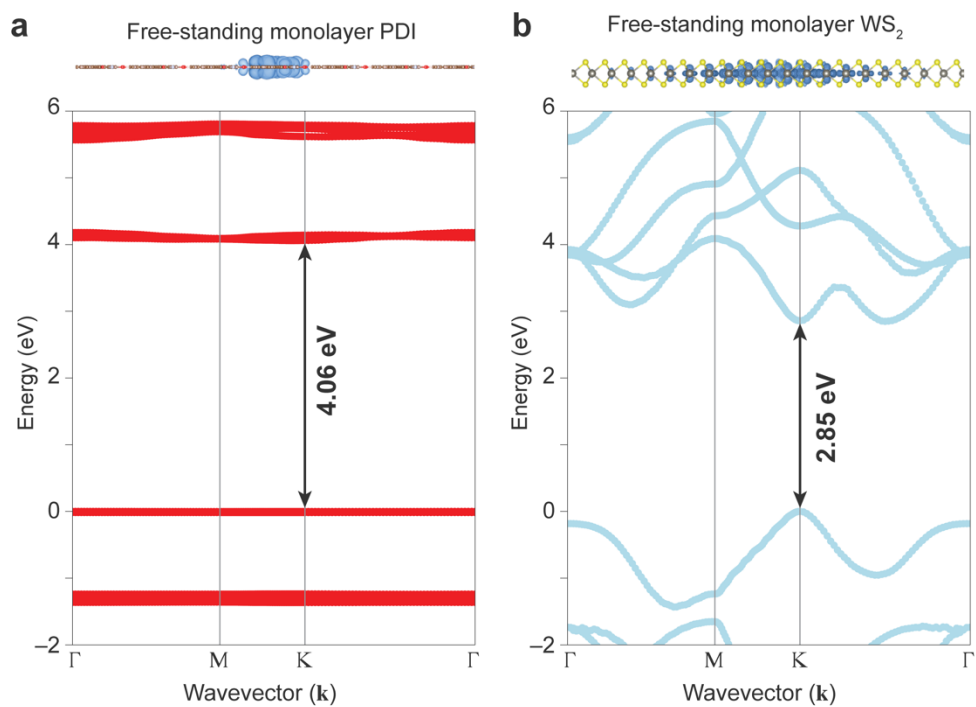 a
Free-standing monolayer PDI
6
4
2
0
−2
Energy (eV)
4.06 eV
Γ
M
K
Γ
Wavevector (k)
b
Free-standing monolayer WS₂
6
4
2
0
−2
Energy (eV)
2.85 eV
Γ
M
K
Γ
Wavevector (k)